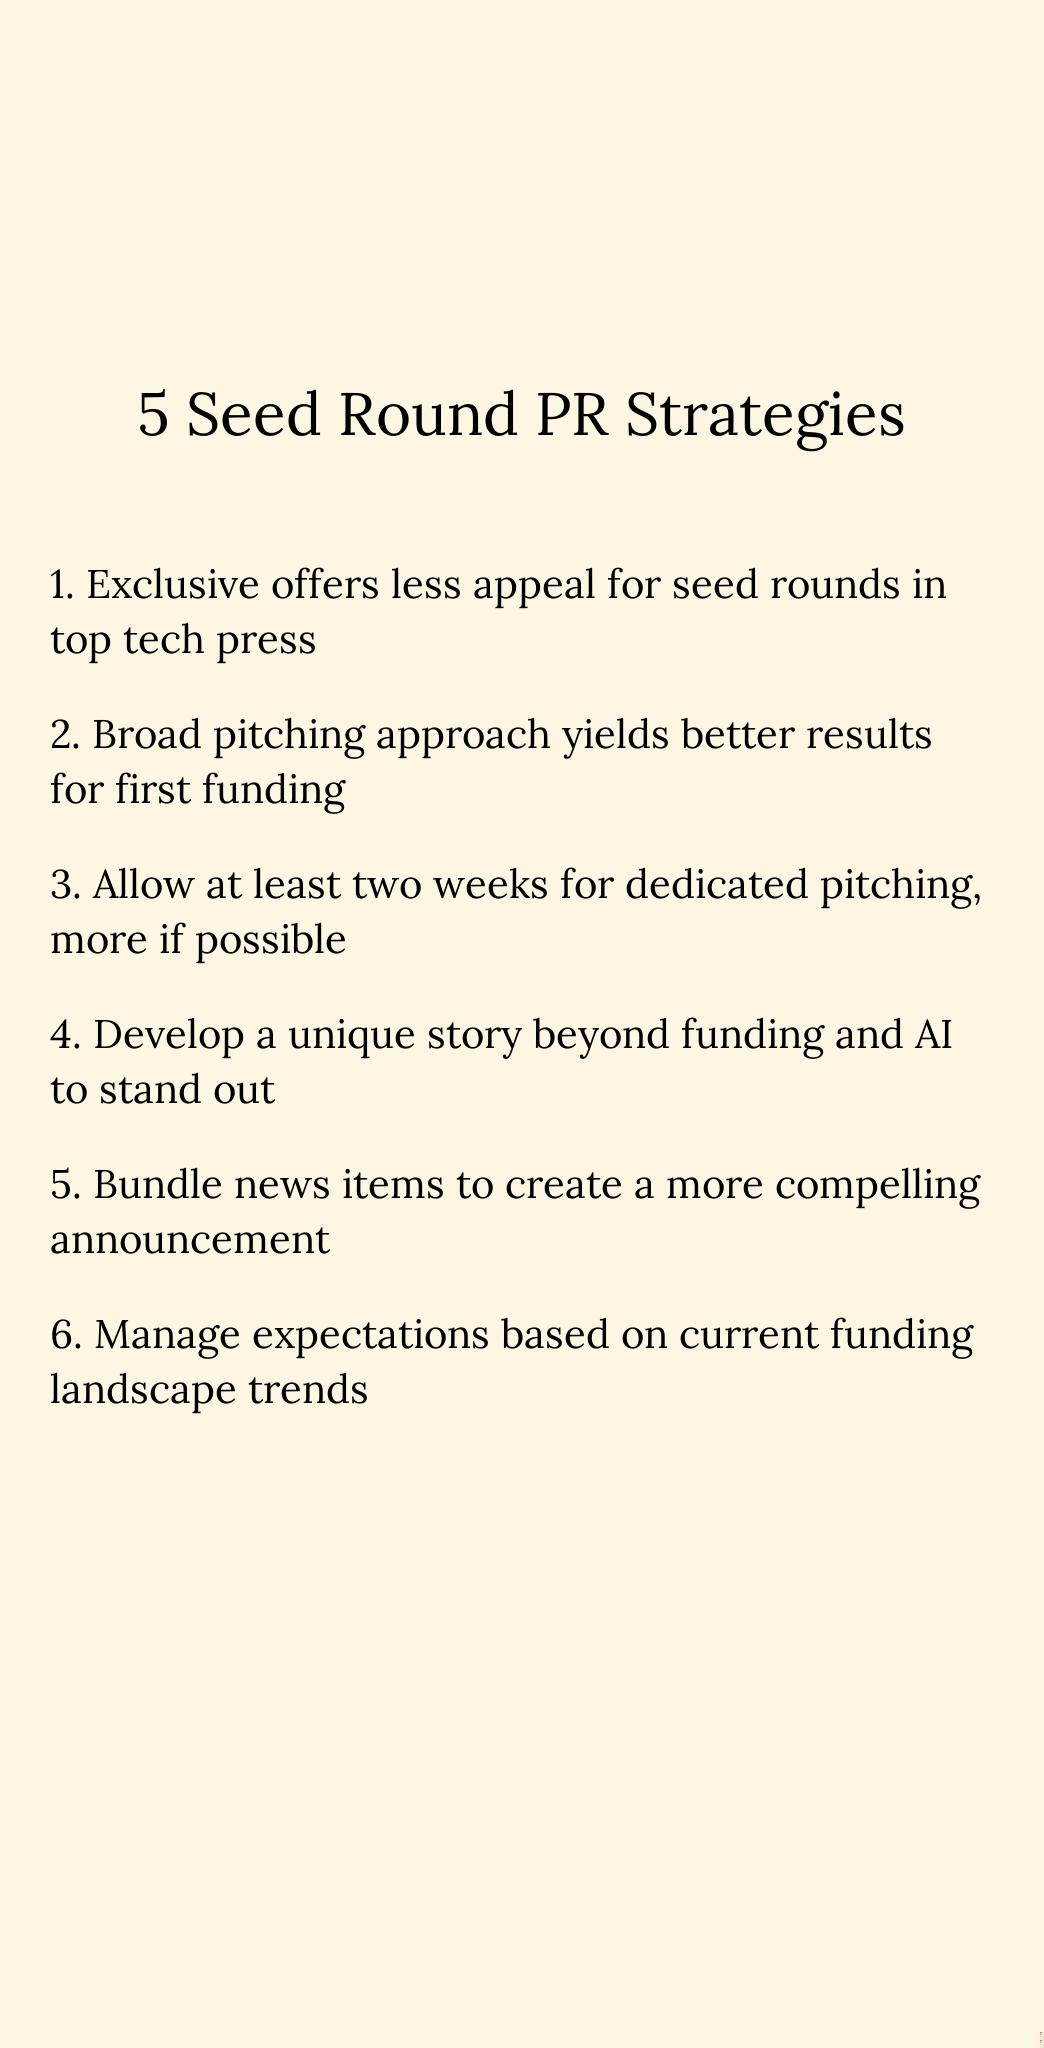 5 Seed Round PR Strategies
1. Exclusive offers less appeal for seed rounds in
top tech press
2. Broad pitching approach yields better results
for first funding
3. Allow at least two weeks for dedicated pitching,
more if possible
4. Develop a unique story beyond funding and AI
to stand out
5. Bundle news items to create a more compelling
announcement
6. Manage expectations based on current funding
landscape trends